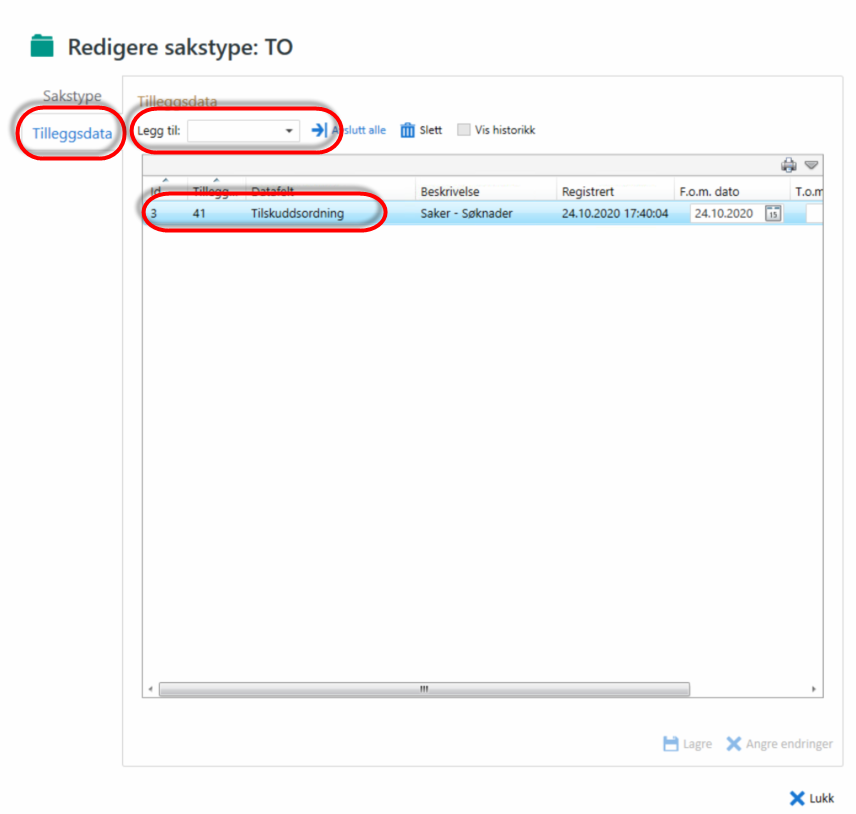 Redigere sakstype: TO
Sakstype
Tilleggsdata
Tilleggsdata
Legg til: Avslutt alle Slett Vis historikk
Id Tillegg Datafelt Beskrivelse Registrert F.o.m. dato T.o.m
3 41 Tilskuddsordning Saker - Søknader 24.10.2020 17:40:04 24.10.2020 15
Lagre Angre endringer
Lukk